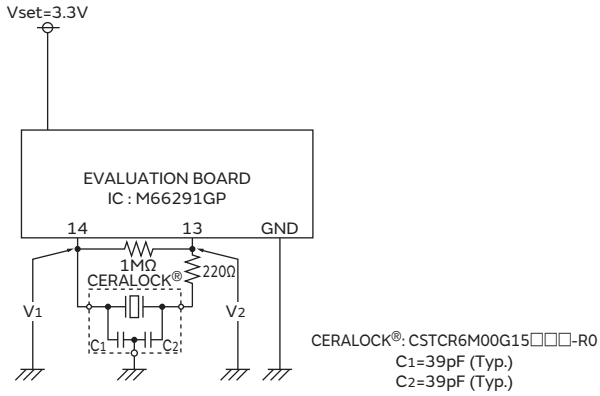 Vset=3.3V
EVALUATION BOARD
IC : M66291GP
14 13 GND
1MΩ
220Ω
CERALOCK®
V1 V2
C1 C2
CERALOCK®: CSTCR6M00G15□□□-R0
C1=39pF (Typ.)
C2=39pF (Typ.)